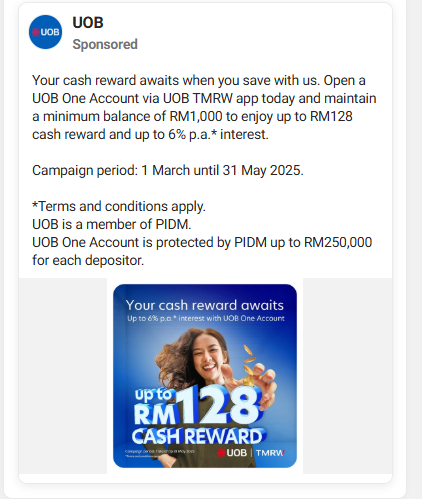 UOB
UOB
Sponsored
Your cash reward awaits when you save with us. Open a
UOB One Account via UOB TMRW app today and maintain
a minimum balance of RM1,000 to enjoy up to RM128
cash reward and up to 6% p.a.* interest.
Campaign period: 1 March until 31 May 2025.
*Terms and conditions apply.
UOB is a member of PIDM.
UOB One Account is protected by PIDM up to RM250,000
for each depositor.
Your cash reward awaits
Up to 6% p.a.* interest with UOB One Account
up to
RM128
CASH REWARD
UOB | TMRW